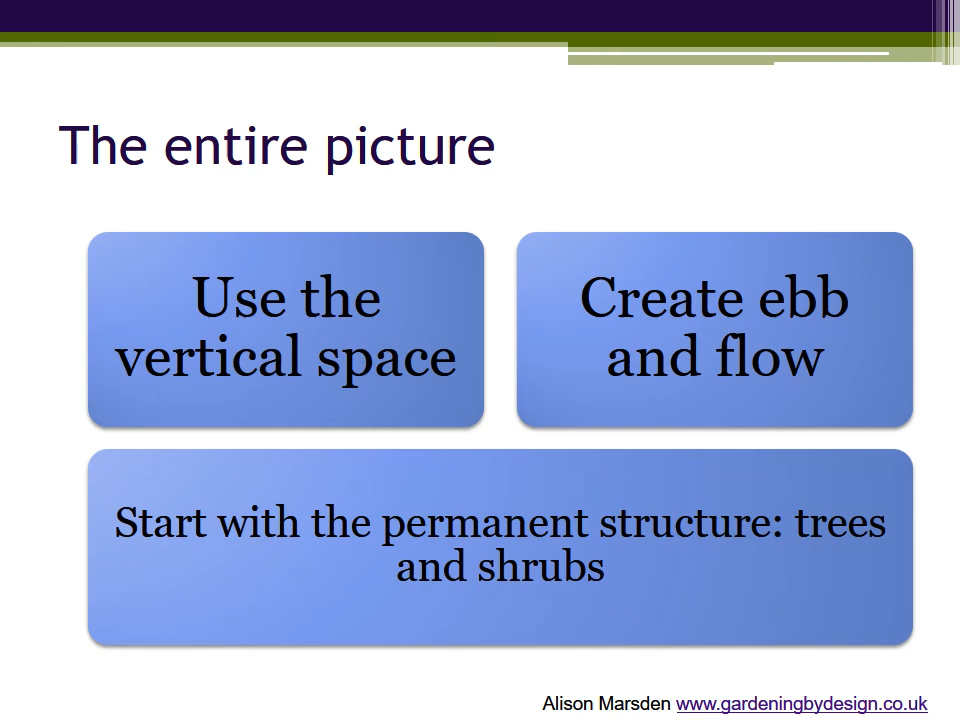 The entire picture
Use the
vertical space
Create ebb
and flow
Start with the permanent structure: trees
and shrubs
Alison Marsden www.gardeningbydesign.co.uk